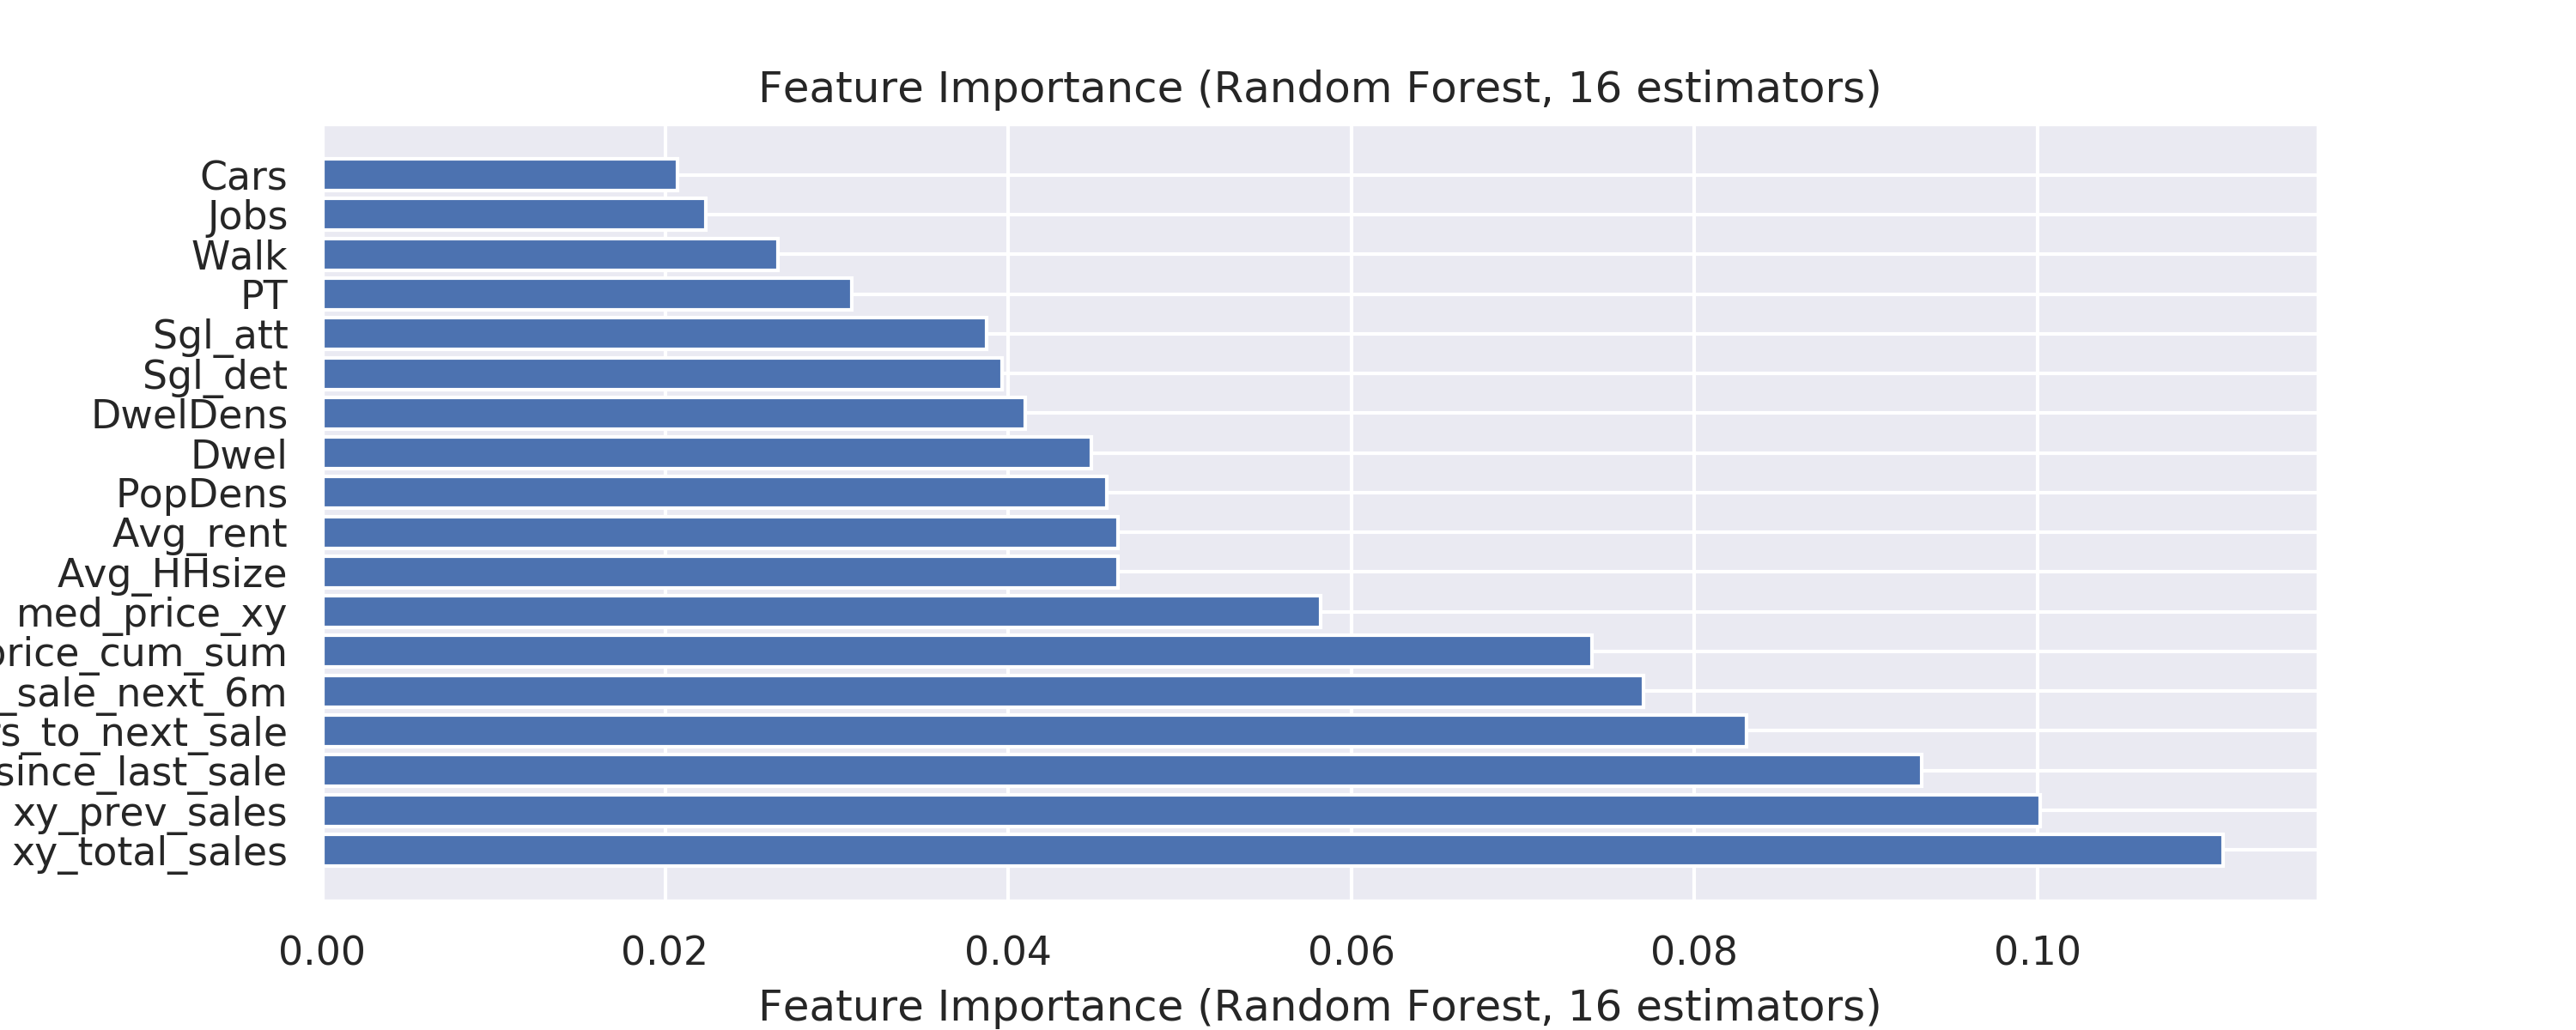 Feature Importance (Random Forest, 16 estimators)
Cars
Jobs
Walk
PT
Sgl_att
Sgl_det
DwelDens
Dwel
PopDens
Avg_rent
Avg_HHsize
med_price_xy
price_cum_sum
_sale_next_6m
s_to_next_sale
since_last_sale
xy_prev_sales
xy_total_sales
0.00 0.02 0.04 0.06 0.08 0.10
Feature Importance (Random Forest, 16 estimators)